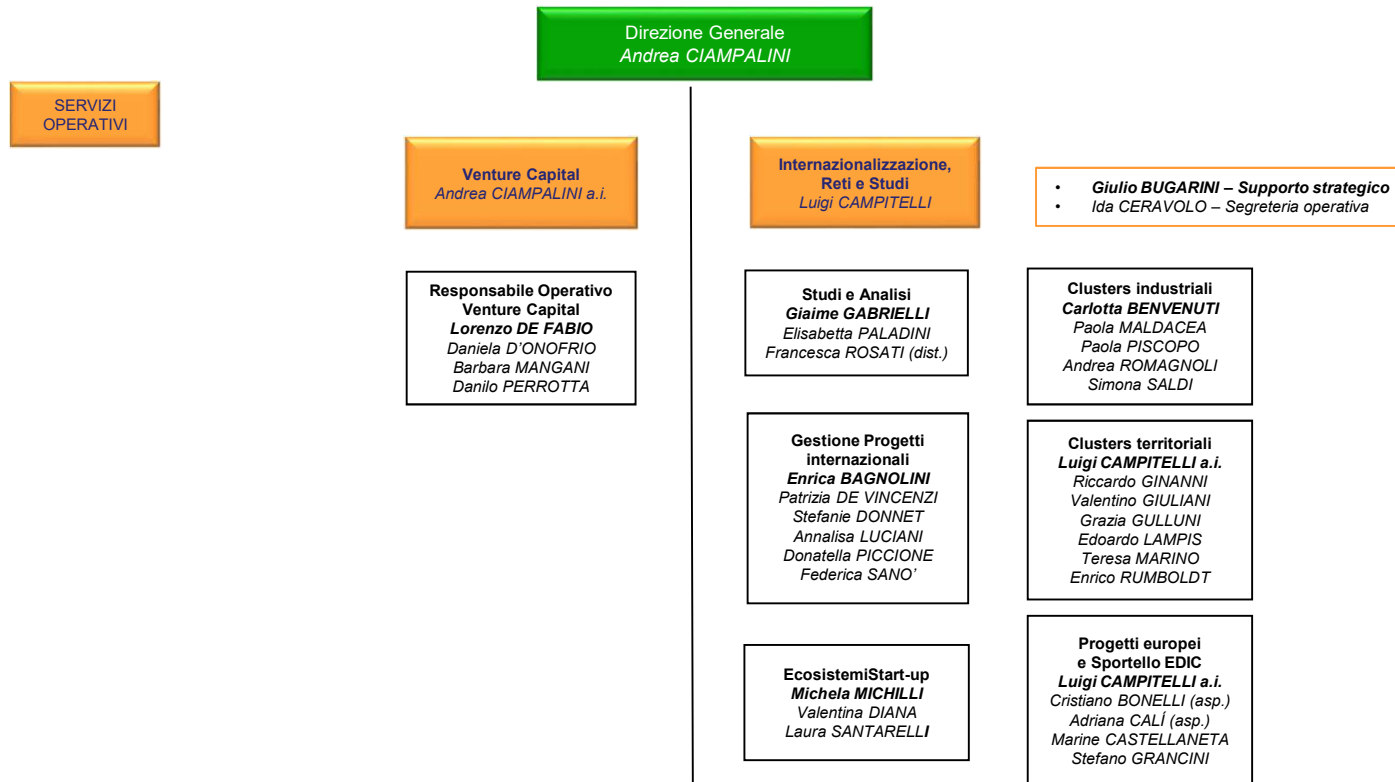 Direzione Generale
Andrea CIAMPALINI
SERVIZI
OPERATIVI
Venture Capital
Andrea CIAMPALINI a.i.
Internazionalizzazione,
Reti e Studi
Luigi CAMPITELLI
• Giulio BUGARINI – Supporto strategico
• Ida CERAVOLO – Segreteria operativa
Responsabile Operativo
Venture Capital
Lorenzo DE FABIO
Daniela D’ONOFRIO
Barbara MANGANI
Danilo PERROTTA
Studi e Analisi
Giaime GABRIELLI
Elisabetta PALADINI
Francesca ROSATI (dist.)
Clusters industriali
Carlotta BENVENUTI
Paola MALDACEA
Paola PISCOPO
Andrea ROMAGNOLI
Simona SALDI
Gestione Progetti
internazionali
Enrica BAGNOLINI
Patrizia DE VINCENZI
Stefanie DONNET
Annalisa LUCIANI
Donatella PICCIONE
Federica SANO’
Clusters territoriali
Luigi CAMPITELLI a.i.
Riccardo GINANNI
Valentino GIULIANI
Grazia GULLUNI
Edoardo LAMPIS
Teresa MARINO
Enrico RUMBOLDT
EcosistemiStart-up
Michela MICHILLI
Valentina DIANA
Laura SANTARELLI
Progetti europei
e Sportello EDIC
Luigi CAMPITELLI a.i.
Cristiano BONELLI (asp.)
Adriana CALÍ (asp.)
Marine CASTELLANETA
Stefano GRANCINI